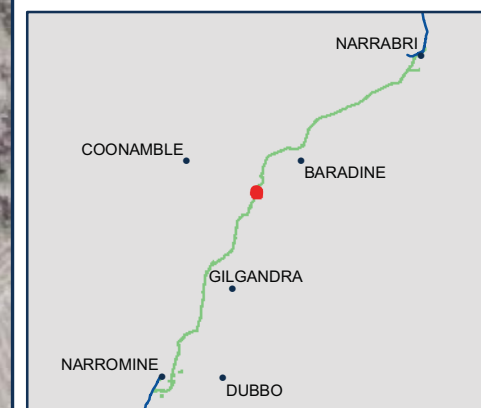 NARRABRI
COONAMBLE
BARADINE
GILGANDRA
NARROMINE
DUBBO